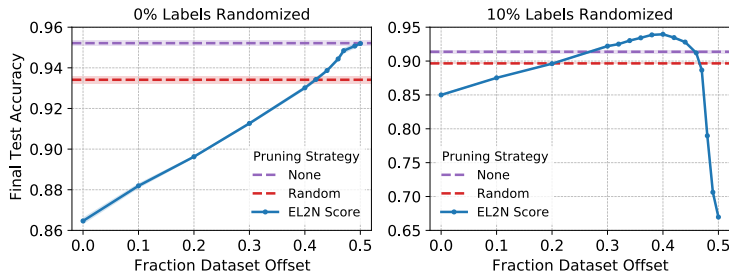 0% Labels Randomized
Final Test Accuracy
0.96
0.94
0.92
0.90
0.88
0.86
0.0 0.1 0.2 0.3 0.4 0.5
Fraction Dataset Offset
Pruning Strategy
None
Random
EL2N Score
10% Labels Randomized
0.95
0.90
0.85
0.80
0.75
0.70
0.65
0.0 0.1 0.2 0.3 0.4 0.5
Fraction Dataset Offset
Pruning Strategy
None
Random
EL2N Score